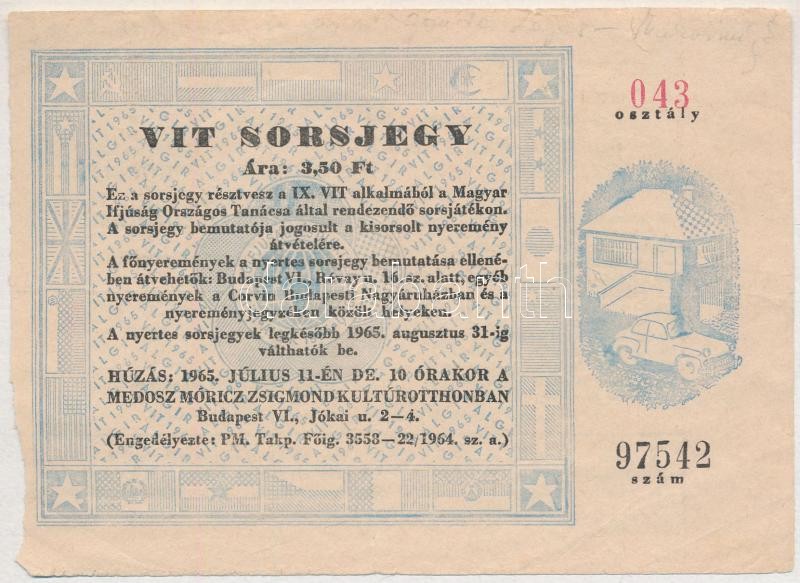 VIT SORSJEGY
Ára: 3,50 Ft
Ez a sorsjegy résztvesz a IX. VIT alkalmából a Magyar
Ifjúság Országos Tanácsa által rendezendő sorsjátékon.
A sorsjegy bemutatója jogosult a kisorsolt nyeremény
átvételére.
A főnyeremények a nyertes sorsjegy bemutatása ellené-
ben átvehetők: Budapest VI., Révay u. 16. sz. alatt, egyéb
nyeremények a Corvin Budapesti Nagyáruházban és a
nyereményjegyzéken közölt helyeken.
A nyertes sorsjegyek legkésőbb 1965. augusztus 31-ig
válthatók be.
HÚZÁS: 1965. JÚLIUS 11-ÉN DE. 10 ÓRAKOR A
MEDOSZ MÓRICZ ZSIGMOND KULTÚROTTHONBAN
Budapest VI., Jókai u. 2—4.
(Engedélyezte: PM. Takp. Főig. 3558—22/1964. sz. a.)
043
osztály
97542
szám
darabanth